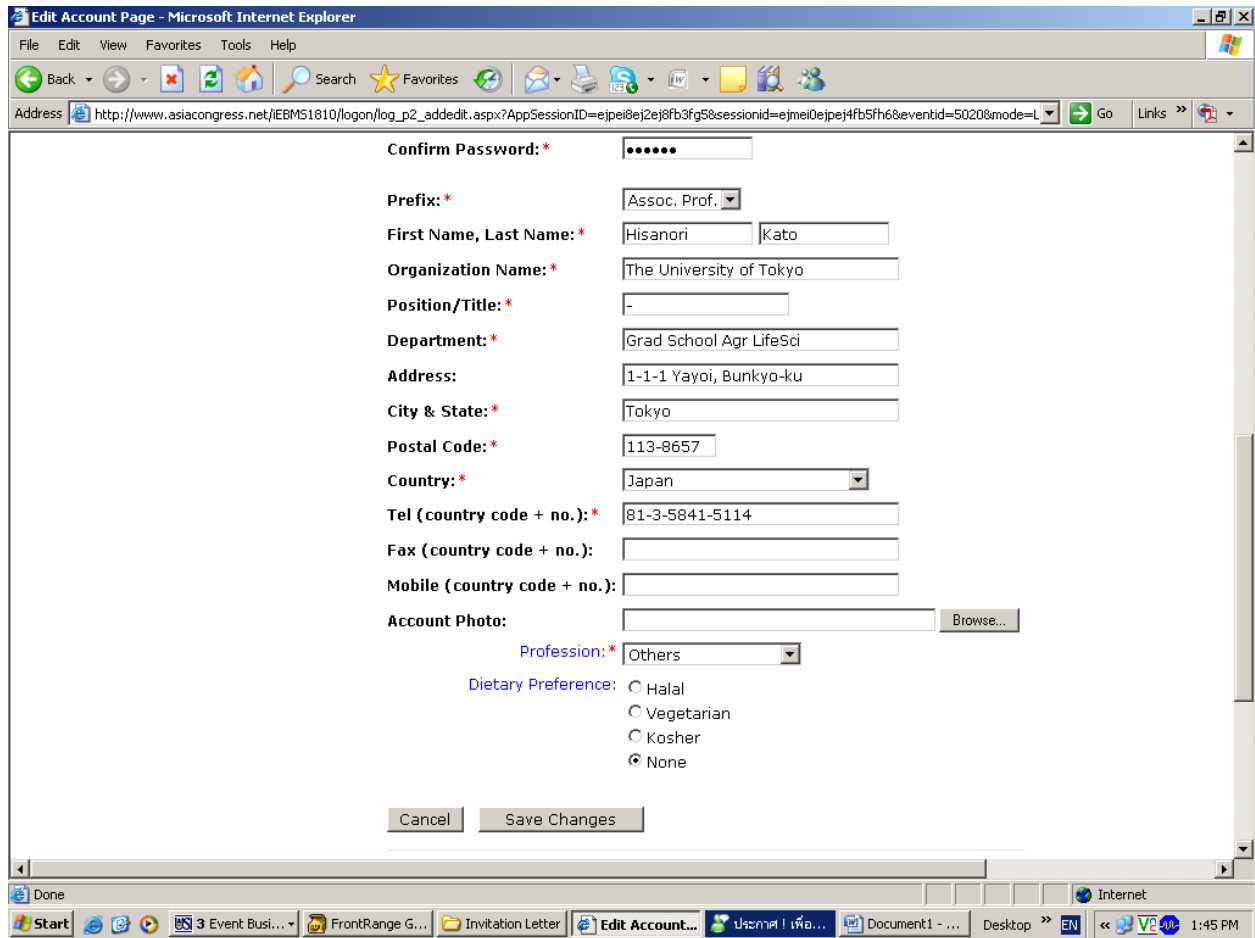 Edit Account Page - Microsoft Internet Explorer
File Edit View Favorites Tools Help
Back Search Favorites
Address http://www.asiacongress.net/iEBMS1810/logon/log_p2_addedit.aspx?AppSessionID=ejpei8ej2ej8fb3fg5&sessionid=ejmei0ejpej4fb5fh6&eventid=5020&mode=L Go Links »
Confirm Password: * ••••••
Prefix: * Assoc. Prof.
First Name, Last Name: * Hisanori Kato
Organization Name: * The University of Tokyo
Position/Title: * -
Department: * Grad School Agr LifeSci
Address: 1-1-1 Yayoi, Bunkyo-ku
City & State: * Tokyo
Postal Code: * 113-8657
Country: * Japan
Tel (country code + no.): * 81-3-5841-5114
Fax (country code + no.):
Mobile (country code + no.):
Account Photo: Browse...
Profession: * Others
Dietary Preference: Halal
Vegetarian
Kosher
None
Cancel Save Changes
Done Internet
Start 3 Event Busi... FrontRange G... Invitation Letter Edit Account... ประกาศ ! เพื่อ... Document1 - ... Desktop » EN « 1:45 PM